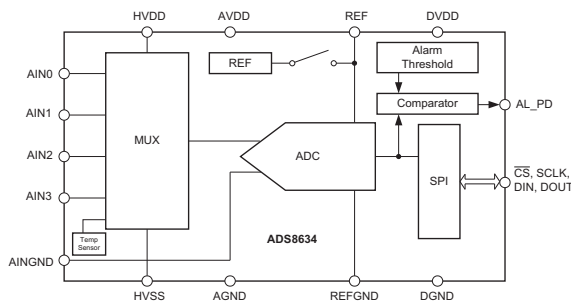 HVDD
AVDD
REF
DVDD
REF
Alarm
Threshold
AIN0
Comparator
AL_PD
AIN1
MUX
AIN2
ADC
SPI
CS, SCLK,
DIN, DOUT
AIN3
Temp
Sensor
ADS8634
AINGND
HVSS
AGND
REFGND
DGND